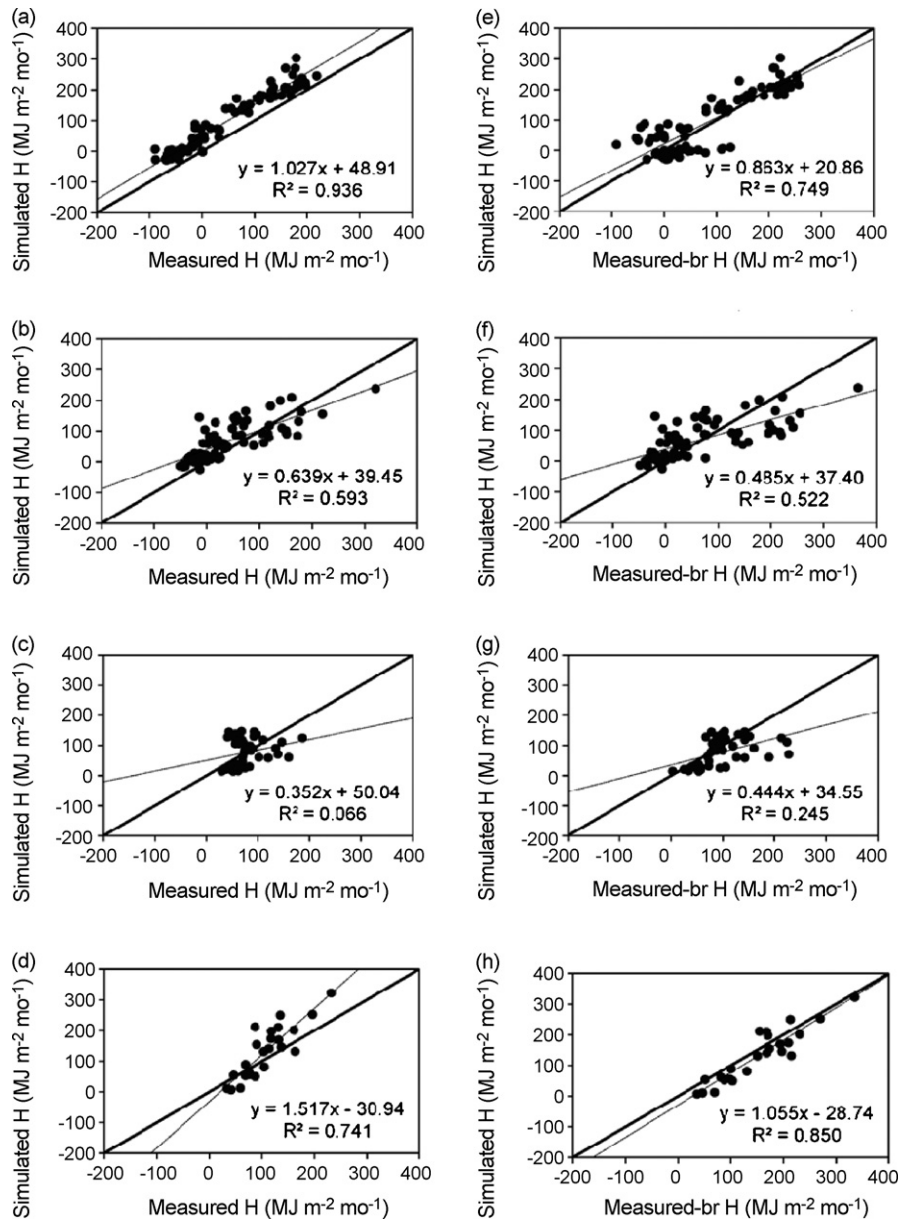 (a)
400
300
200
100
0
-100
-200
-200 -100 0 100 200 300 400
Simulated H (MJ m-2 mo-1)
Measured H (MJ m-2 mo-1)
y = 1.027x + 48.91
R² = 0.936
(e)
400
300
200
100
0
-100
-200
-200 -100 0 100 200 300 400
Simulated H (MJ m-2 mo-1)
Measured-br H (MJ m-2 mo-1)
y = 0.863x + 20.86
R² = 0.749
(b)
400
300
200
100
0
-100
-200
-200 -100 0 100 200 300 400
Simulated H (MJ m-2 mo-1)
Measured H (MJ m-2 mo-1)
y = 0.639x + 39.45
R² = 0.593
(f)
400
300
200
100
0
-100
-200
-200 -100 0 100 200 300 400
Simulated H (MJ m-2 mo-1)
Measured-br H (MJ m-2 mo-1)
y = 0.485x + 37.40
R² = 0.522
(c)
400
300
200
100
0
-100
-200
-200 -100 0 100 200 300 400
Simulated H (MJ m-2 mo-1)
Measured H (MJ m-2 mo-1)
y = 0.352x + 50.04
R² = 0.066
(g)
400
300
200
100
0
-100
-200
-200 -100 0 100 200 300 400
Simulated H (MJ m-2 mo-1)
Measured-br H (MJ m-2 mo-1)
y = 0.444x + 34.55
R² = 0.245
(d)
400
300
200
100
0
-100
-200
-200 -100 0 100 200 300 400
Simulated H (MJ m-2 mo-1)
Measured H (MJ m-2 mo-1)
y = 1.517x - 30.94
R² = 0.741
(h)
400
300
200
100
0
-100
-200
-200 -100 0 100 200 300 400
Simulated H (MJ m-2 mo-1)
Measured-br H (MJ m-2 mo-1)
y = 1.055x - 28.74
R² = 0.850